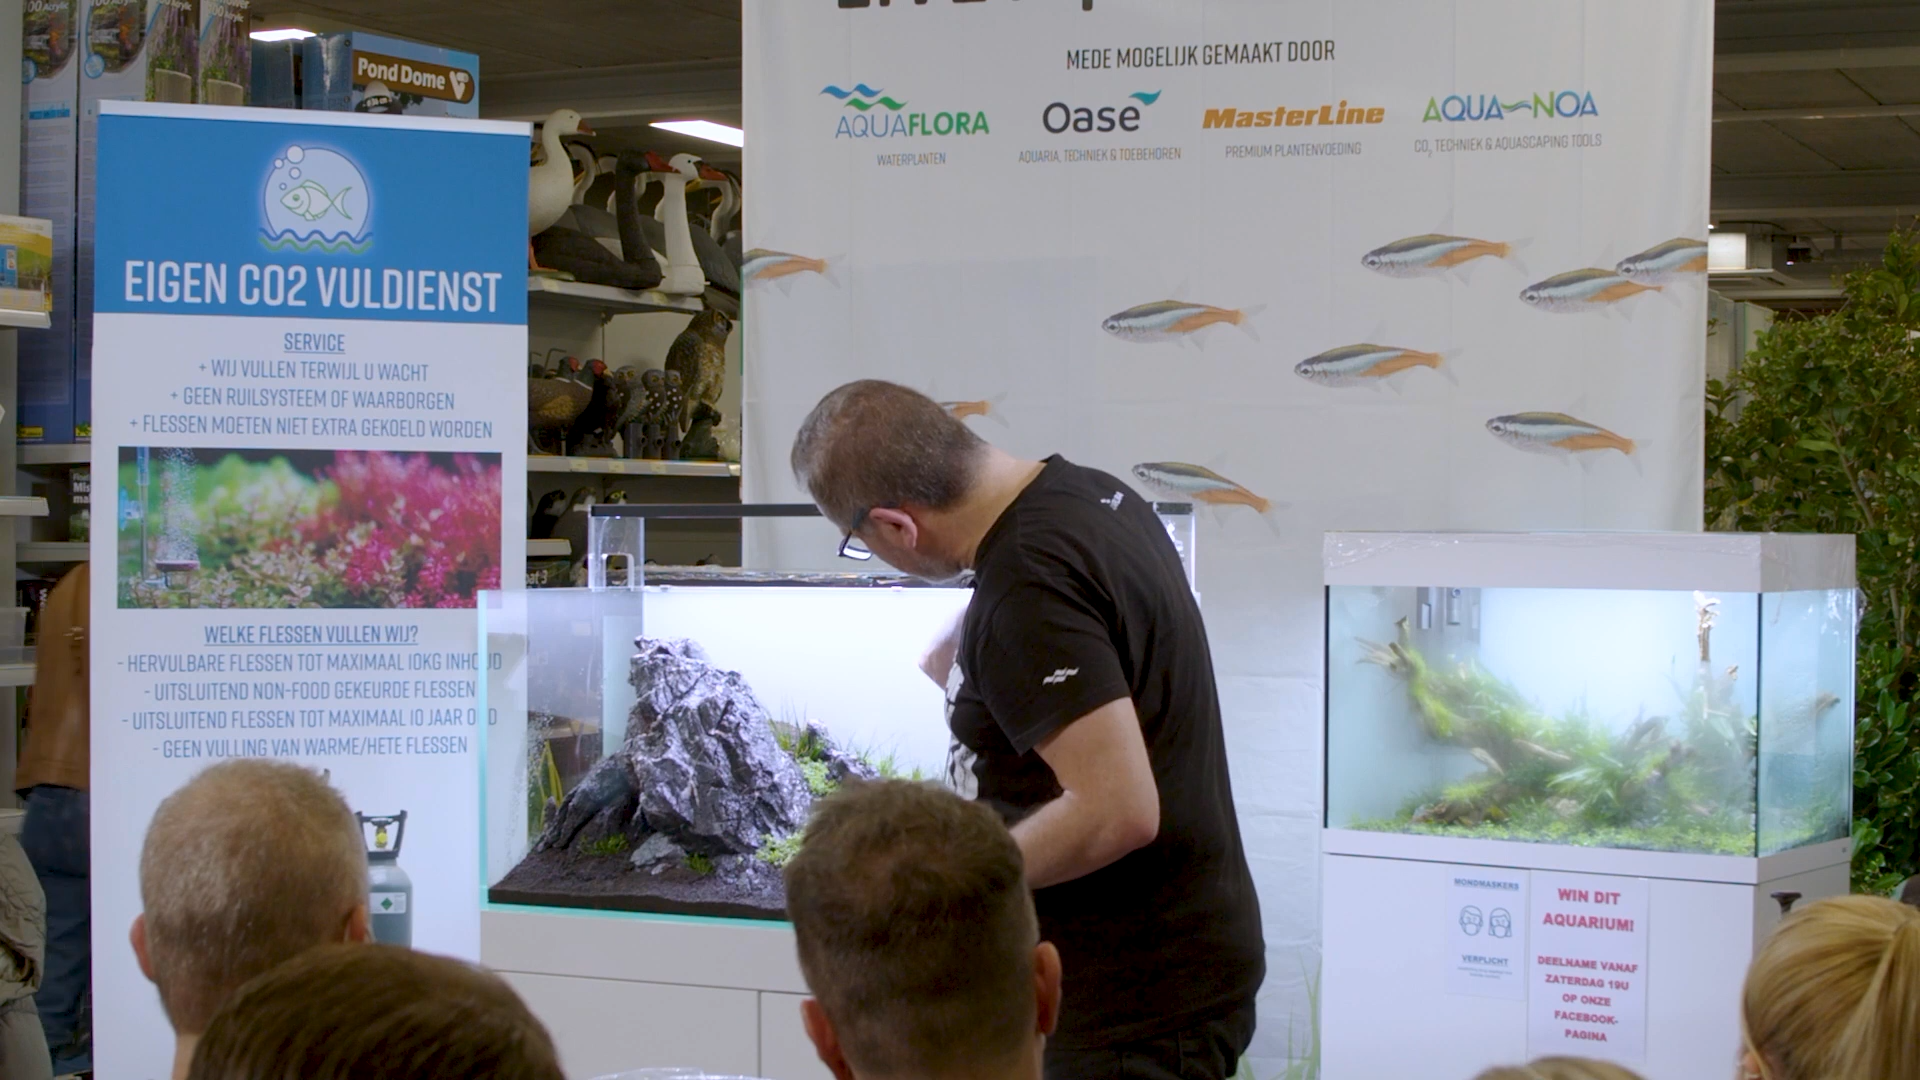 Pond Dome
MEDE MOGELIJK GEMAAKT DOOR
AQUAFLORA
WATERPLANTEN
Oase
AQUARIA, TECHNIEK & TOEBEHOREN
MasterLine
PREMIUM PLANTENVOEDING
AQUA NOA
CO2 TECHNIEK & AQUASCAPING TOOLS
EIGEN CO2 VULDIENST
SERVICE
+ WIJ VULLEN TERWIJL U WACHT
+ GEEN RUILSYSTEEM OF WAARBORGEN
+ FLESSEN MOETEN NIET EXTRA GEKOELD WORDEN
WELKE FLESSEN VULLEN WIJ?
- HERVULBARE FLESSEN TOT MAXIMAAL 10KG INHOUD
- UITSLUITEND NON-FOOD GEKEURDE FLESSEN
- UITSLUITEND FLESSEN TOT MAXIMAAL 10 JAAR OUD
- GEEN VULLING VAN WARME/HETE FLESSEN
MONDMASKERS
VERPLICHT
WIN DIT
AQUARIUM!
DEELNAME VANAF
ZATERDAG 19U
OP ONZE
FACEBOOK-
PAGINA